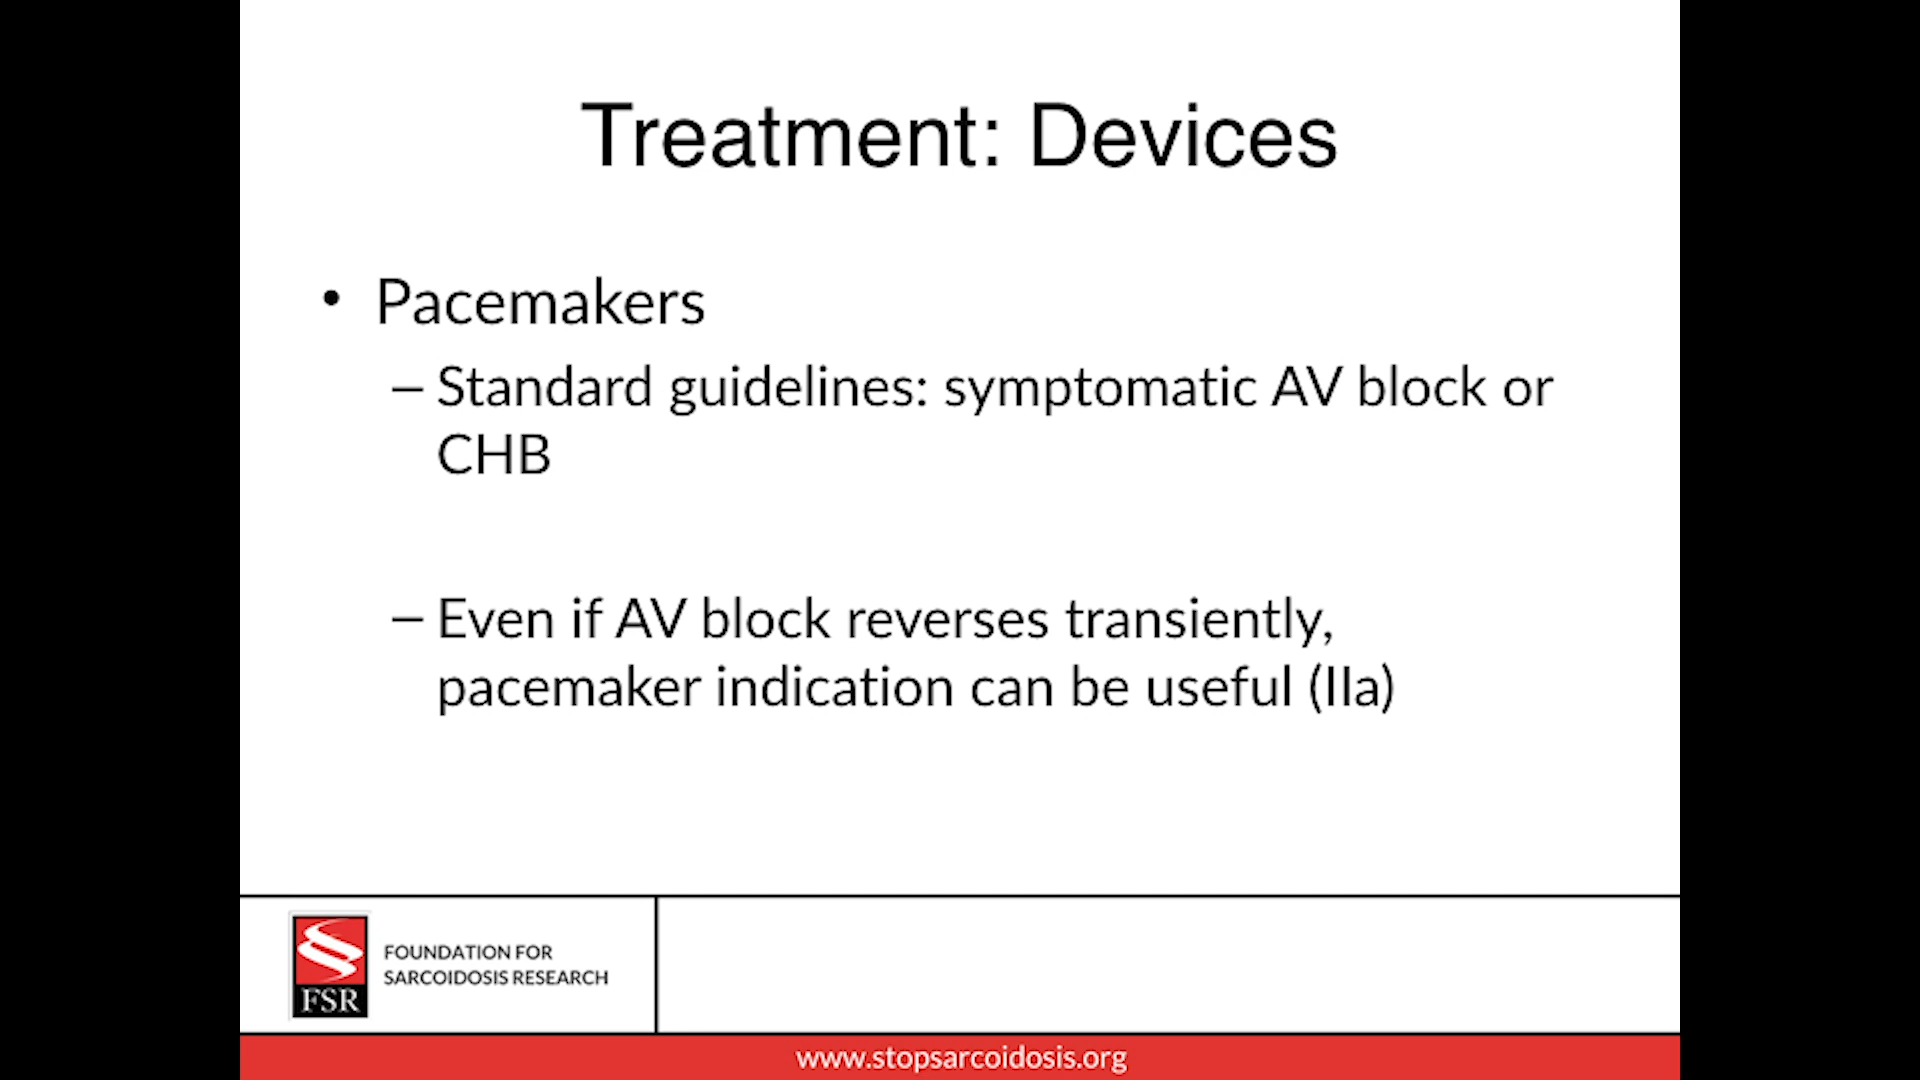 Treatment: Devices
• Pacemakers
– Standard guidelines: symptomatic AV block or
CHB
– Even if AV block reverses transiently,
pacemaker indication can be useful (IIa)
FSR
FOUNDATION FOR
SARCOIDOSIS RESEARCH
www.stopsarcoidosis.org